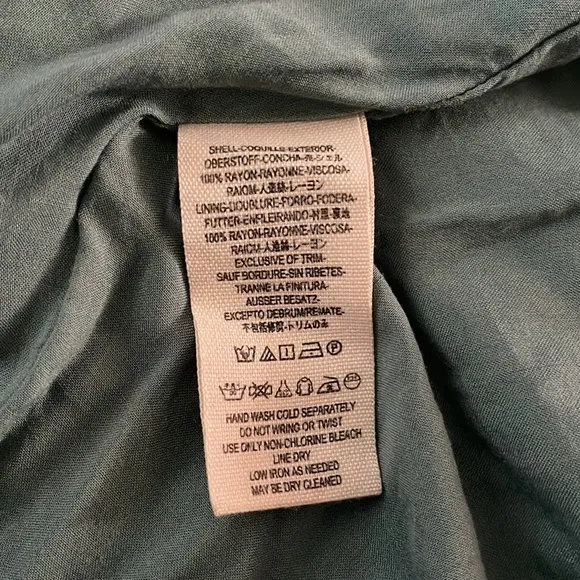 SHELL-COQUILLE-EXTERIOR-
OBERSTOFF-CONCHA-売-シェル
100% RAYON-RAYONNE-VISCOSA-
RAIOM-人造絲-レーヨン
LINING-DOUBLURE-FORRO-FODERA-
FUTTER-ENFILEIRANDO-衬里-裏地
100% RAYON-RAYONNE-VISCOSA-
RAIOM-人造絲-レーヨン
EXCLUSIVE OF TRIM-
SAUF BORDURE-SIN RIBETES-
TRANNE LA FINITURA-
AUSSER BESATZ-
EXCEPTO DEBRUM/REMATE-
不包括修剪-トリムのみ
HAND WASH COLD SEPARATELY
DO NOT WRING OR TWIST
USE ONLY NON-CHLORINE BLEACH
LINE DRY
LOW IRON AS NEEDED
MAY BE DRY CLEANED